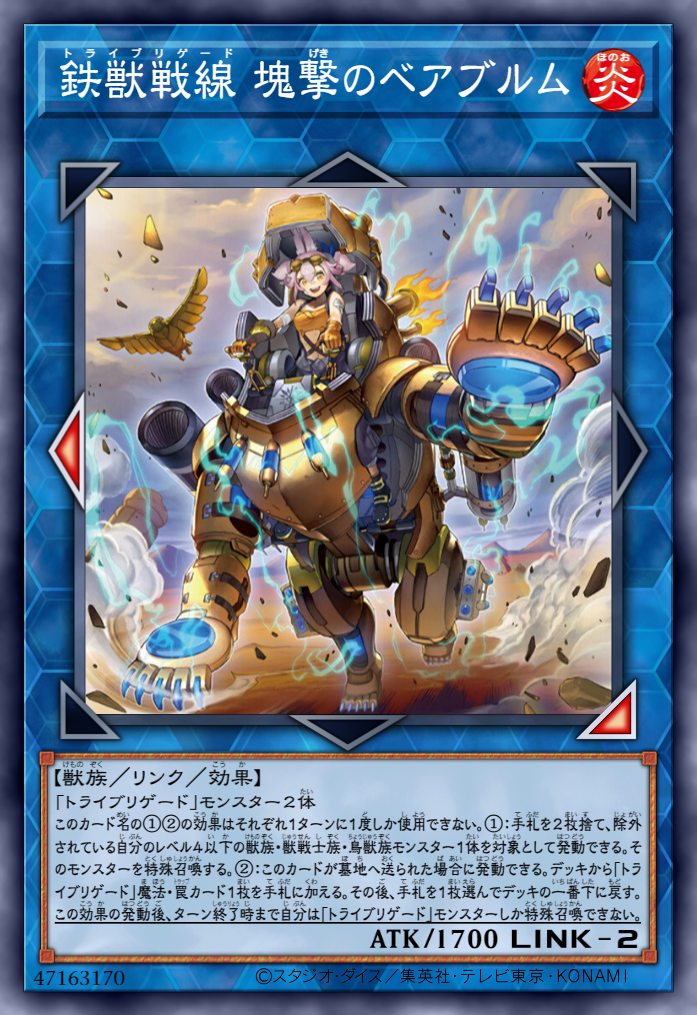 鉄獣戦線 塊撃のベアブルム 炎
【獣族／リンク／効果】
「トライブリゲード」モンスター２体
このカード名の①②の効果はそれぞれ1ターンに1度しか使用できない。①：手札を２枚捨て、除外
されている自分のレベル４以下の獣族・獣戦士族・鳥獣族モンスター1体を対象として発動できる。そ
のモンスターを特殊召喚する。②：このカードが墓地へ送られた場合に発動できる。デッキから「トラ
イブリゲード」魔法・罠カード1枚を手札に加える。その後、手札を1枚選んでデッキの一番下に戻す。
この効果の発動後、ターン終了時まで自分は「トライブリゲード」モンスターしか特殊召喚できない。
ATK/1700 LINK-2
47163170 ©スタジオ・ダイス／集英社・テレビ東京・KONAMI